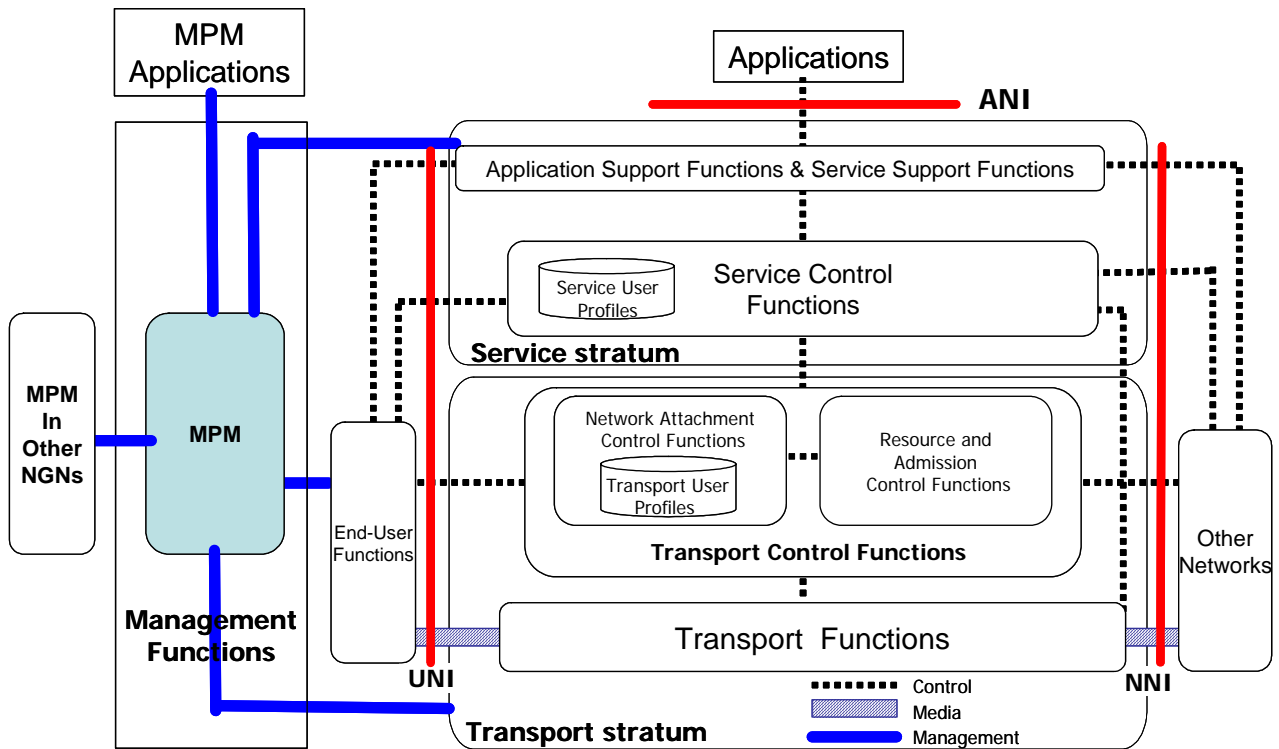 MPM
Applications
Applications
ANI
Application Support Functions & Service Support Functions
Service User
Profiles
Service Control
Functions
Service stratum
MPM
In
Other
NGNs
MPM
Network Attachment
Control Functions
Transport User
Profiles
Resource and
Admission
Control Functions
Transport Control Functions
End-User
Functions
Other
Networks
Management
Functions
Transport Functions
UNI
NNI
Control
Media
Management
Transport stratum